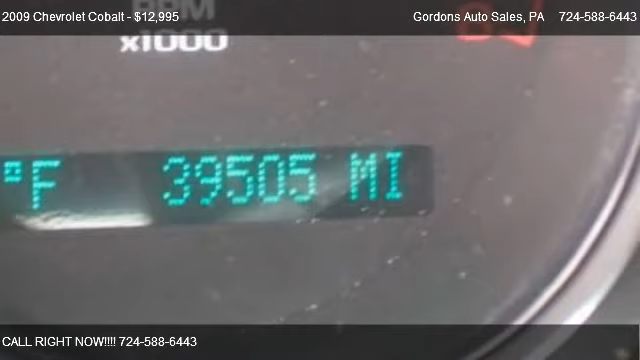 2009 Chevrolet Cobalt - $12,995
Gordons Auto Sales, PA 724-588-6443
RPM
x1000
°F 39505 MI
CALL RIGHT NOW!!!! 724-588-6443